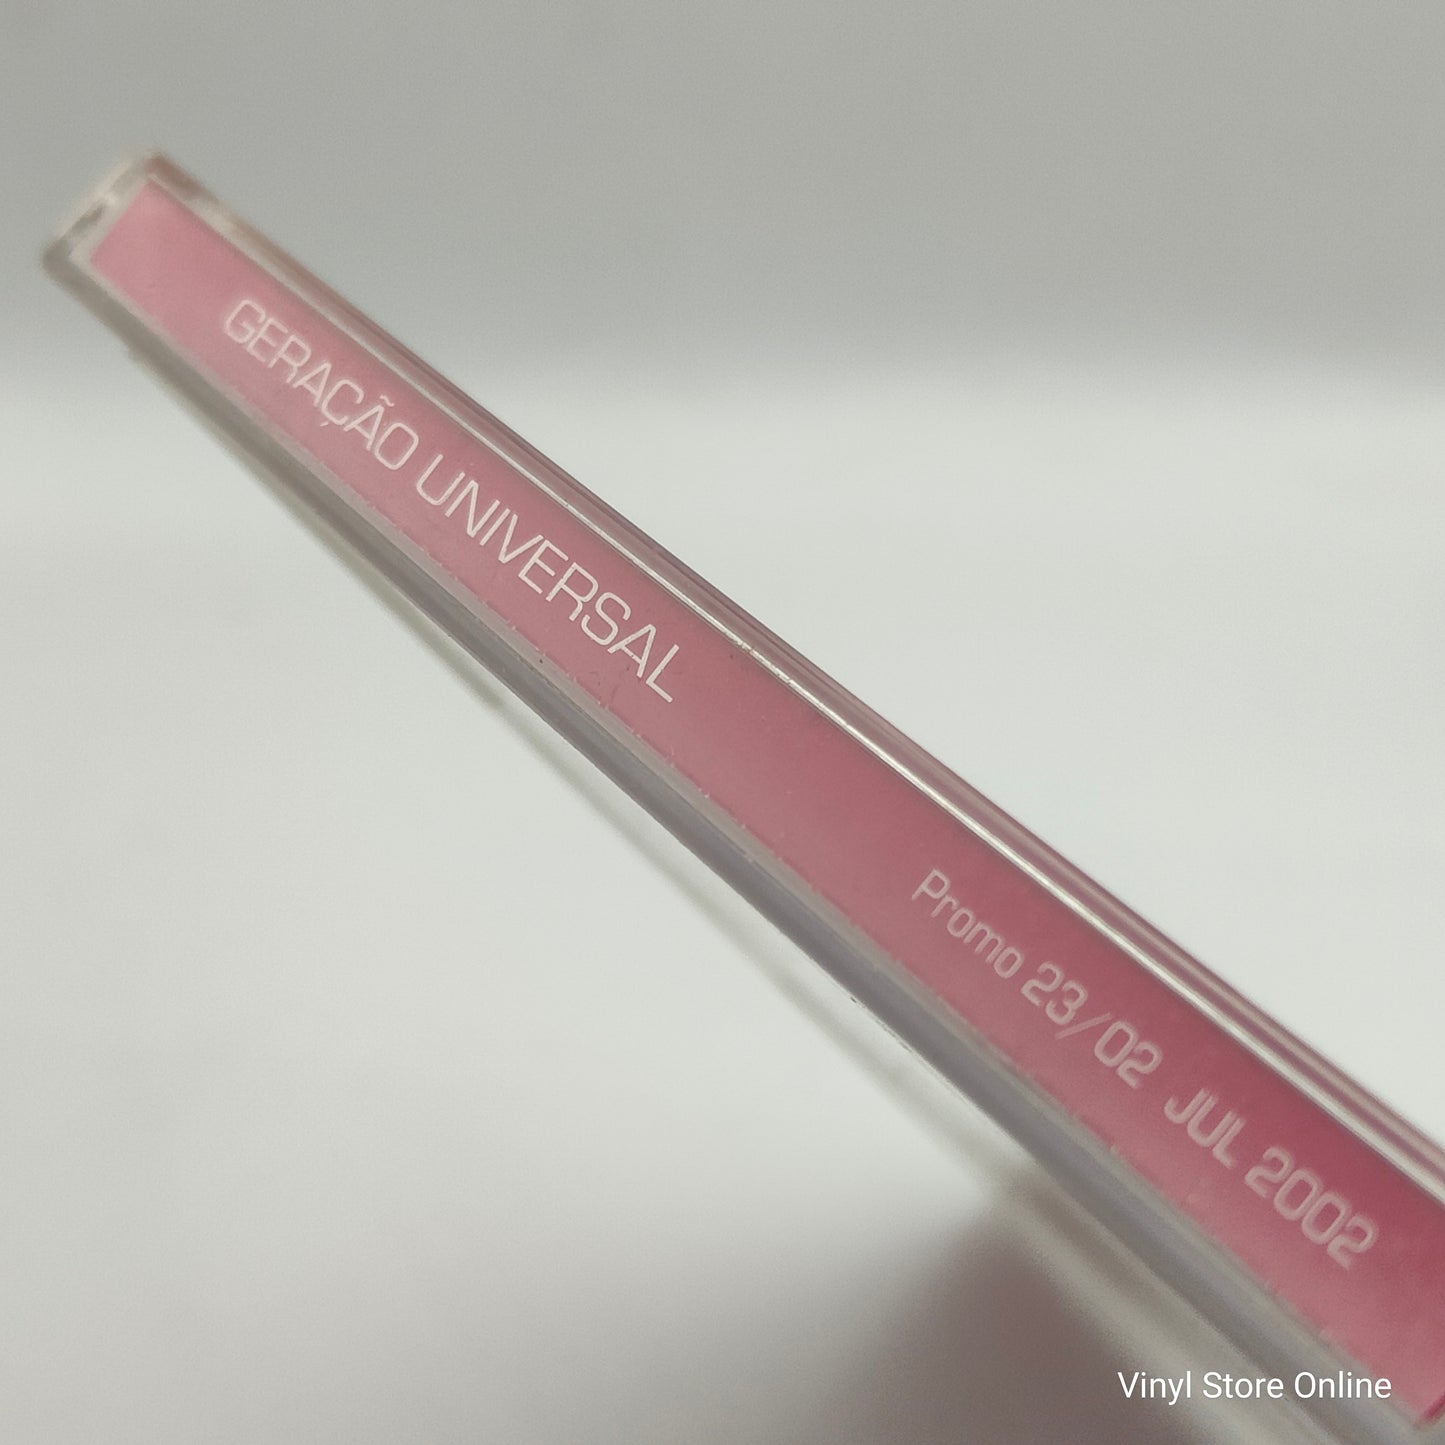 GERAÇÃO UNIVERSAL
Promo 23/02 JUL 2002
Vinyl Store Online